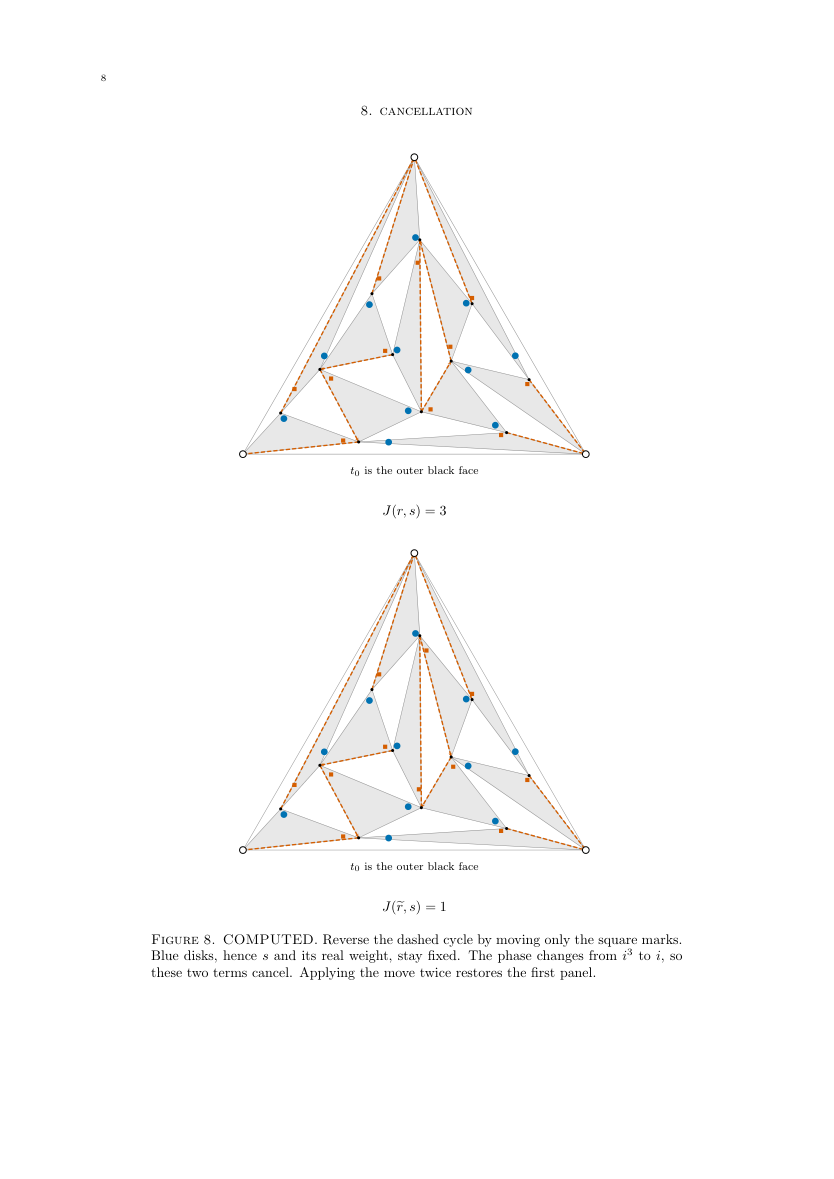 8
8. CANCELLATION
t₀ is the outer black face
J(r, s) = 3
t₀ is the outer black face
J(r̃, s) = 1
FIGURE 8. COMPUTED. Reverse the dashed cycle by moving only the square marks.
Blue disks, hence s and its real weight, stay fixed. The phase changes from i³ to i, so
these two terms cancel. Applying the move twice restores the first panel.